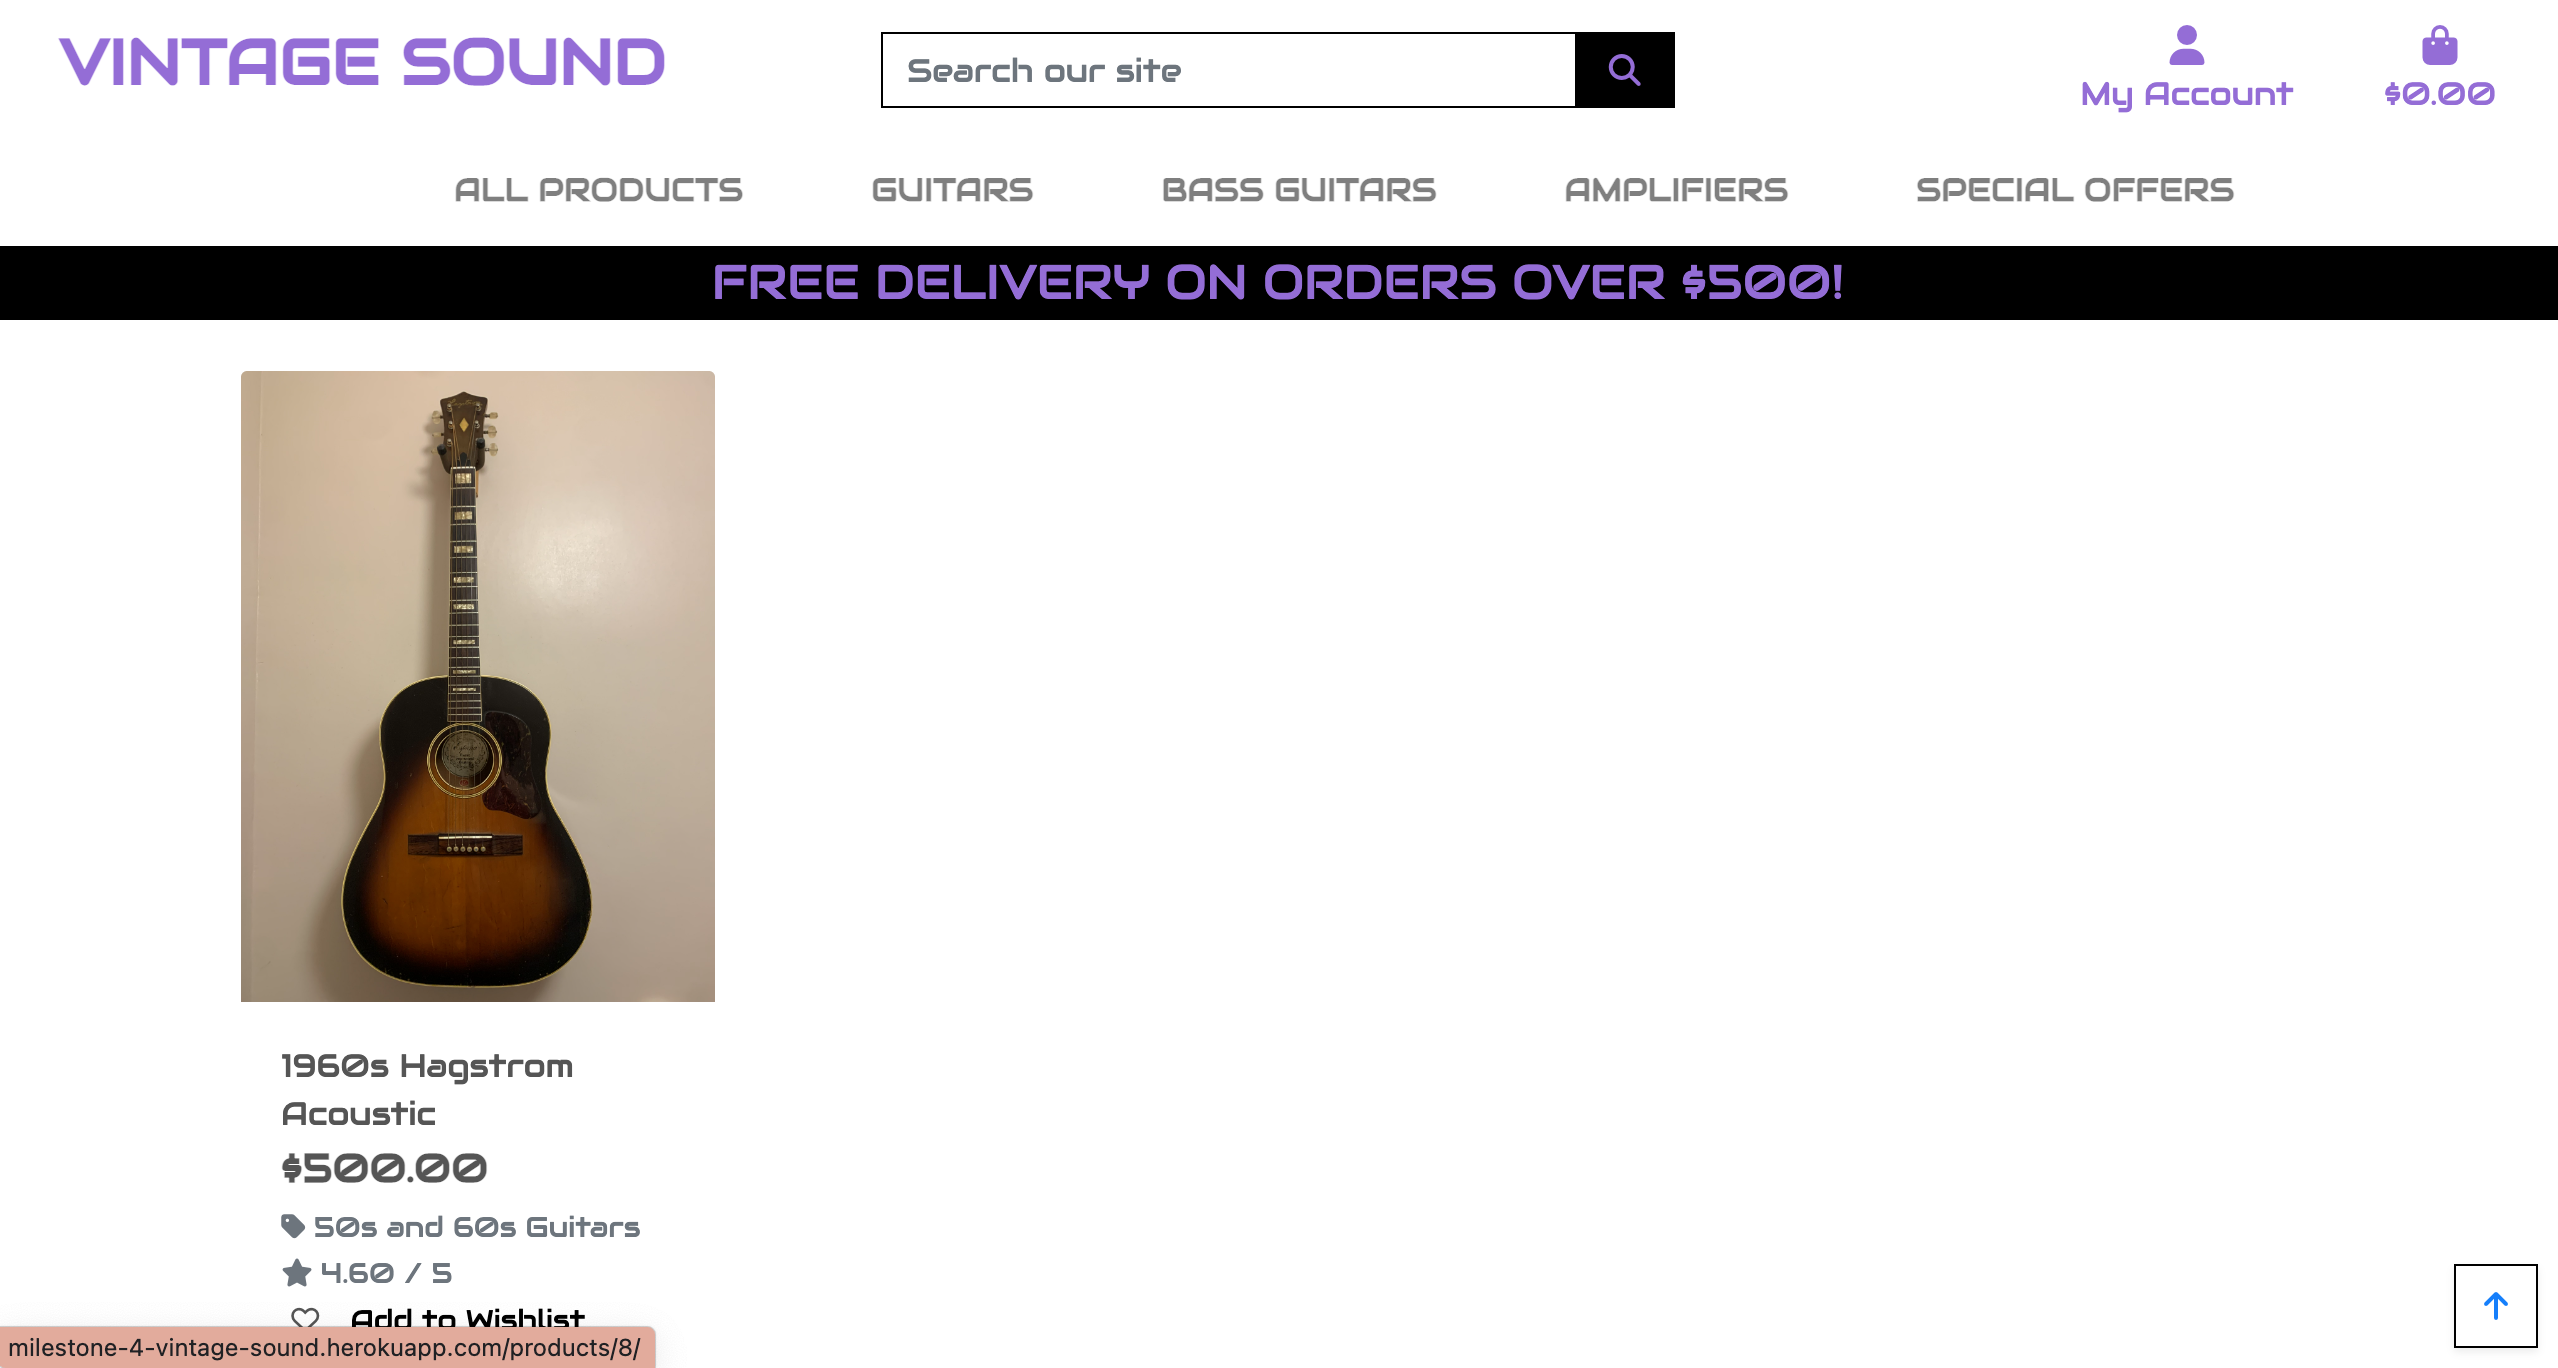 VINTAGE SOUND
Search our site
My Account
$0.00
ALL PRODUCTS
GUITARS
BASS GUITARS
AMPLIFIERS
SPECIAL OFFERS
FREE DELIVERY ON ORDERS OVER $500!
1960s Hagstrom
Acoustic
$500.00
50s and 60s Guitars
4.60 / 5
Add to Wishlist
milestone-4-vintage-sound.herokuapp.com/products/8/